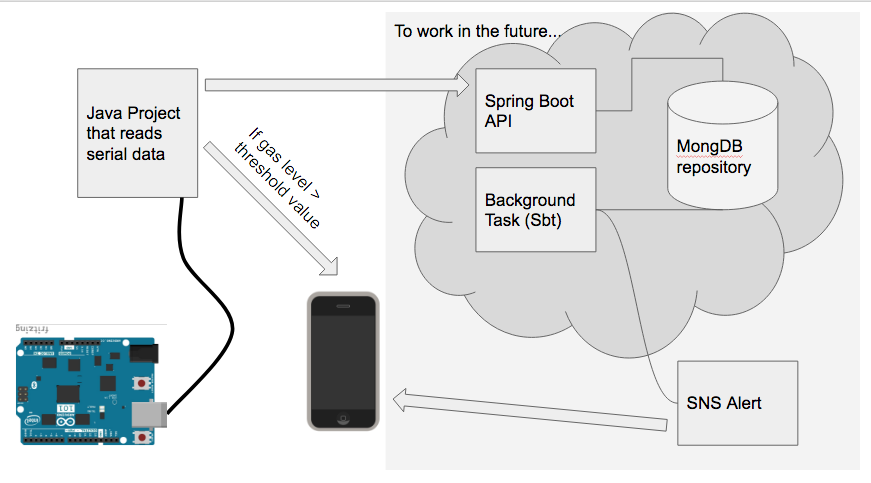 To work in the future...
Java Project
that reads
serial data
If gas level >
threshold value
Spring Boot
API
MongDB
repository
Background
Task (Sbt)
SNS Alert
fritzing